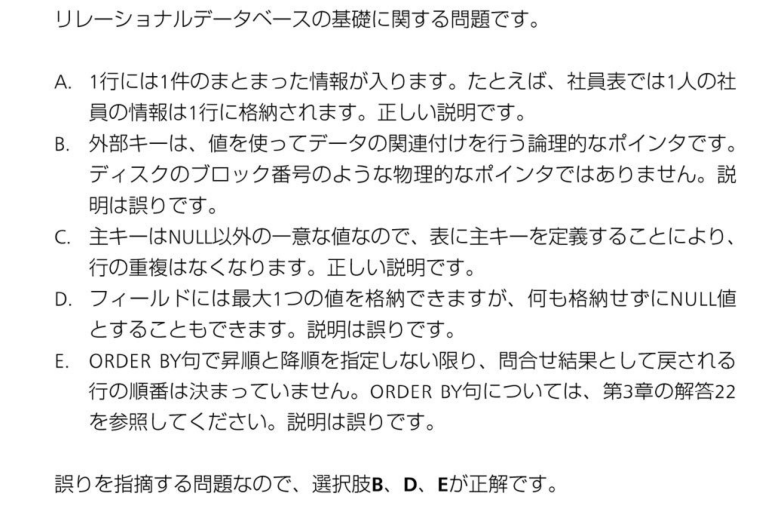 リレーショナルデータベースの基礎に関する問題です。
A. 1行には1件のまとまった情報が入ります。たとえば、社員表では1人の社
員の情報は1行に格納されます。正しい説明です。
B. 外部キーは、値を使ってデータの関連付けを行う論理的なポインタです。
ディスクのブロック番号のような物理的なポインタではありません。説
明は誤りです。
C. 主キーはNULL以外の一意な値なので、表に主キーを定義することにより、
行の重複はなくなります。正しい説明です。
D. フィールドには最大1つの値を格納できますが、何も格納せずにNULL値
とすることもできます。説明は誤りです。
E. ORDER BY句で昇順と降順を指定しない限り、問合せ結果として戻される
行の順番は決まっていません。ORDER BY句については、第3章の解答22
を参照してください。説明は誤りです。
誤りを指摘する問題なので、選択肢B、D、Eが正解です。